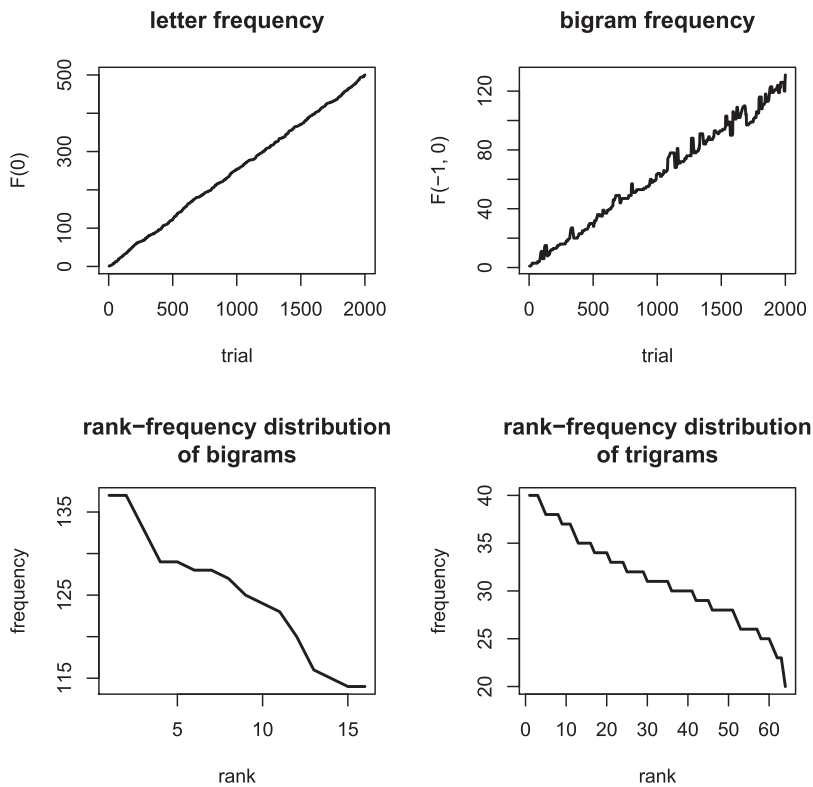 letter frequency
F(0)
0 100 300 500
0 500 1000 1500 2000
trial
bigram frequency
F(−1, 0)
0 40 80 120
0 500 1000 1500 2000
trial
rank−frequency distribution
of bigrams
frequency
115 125 135
5 10 15
rank
rank−frequency distribution
of trigrams
frequency
20 25 30 35 40
0 10 20 30 40 50 60
rank